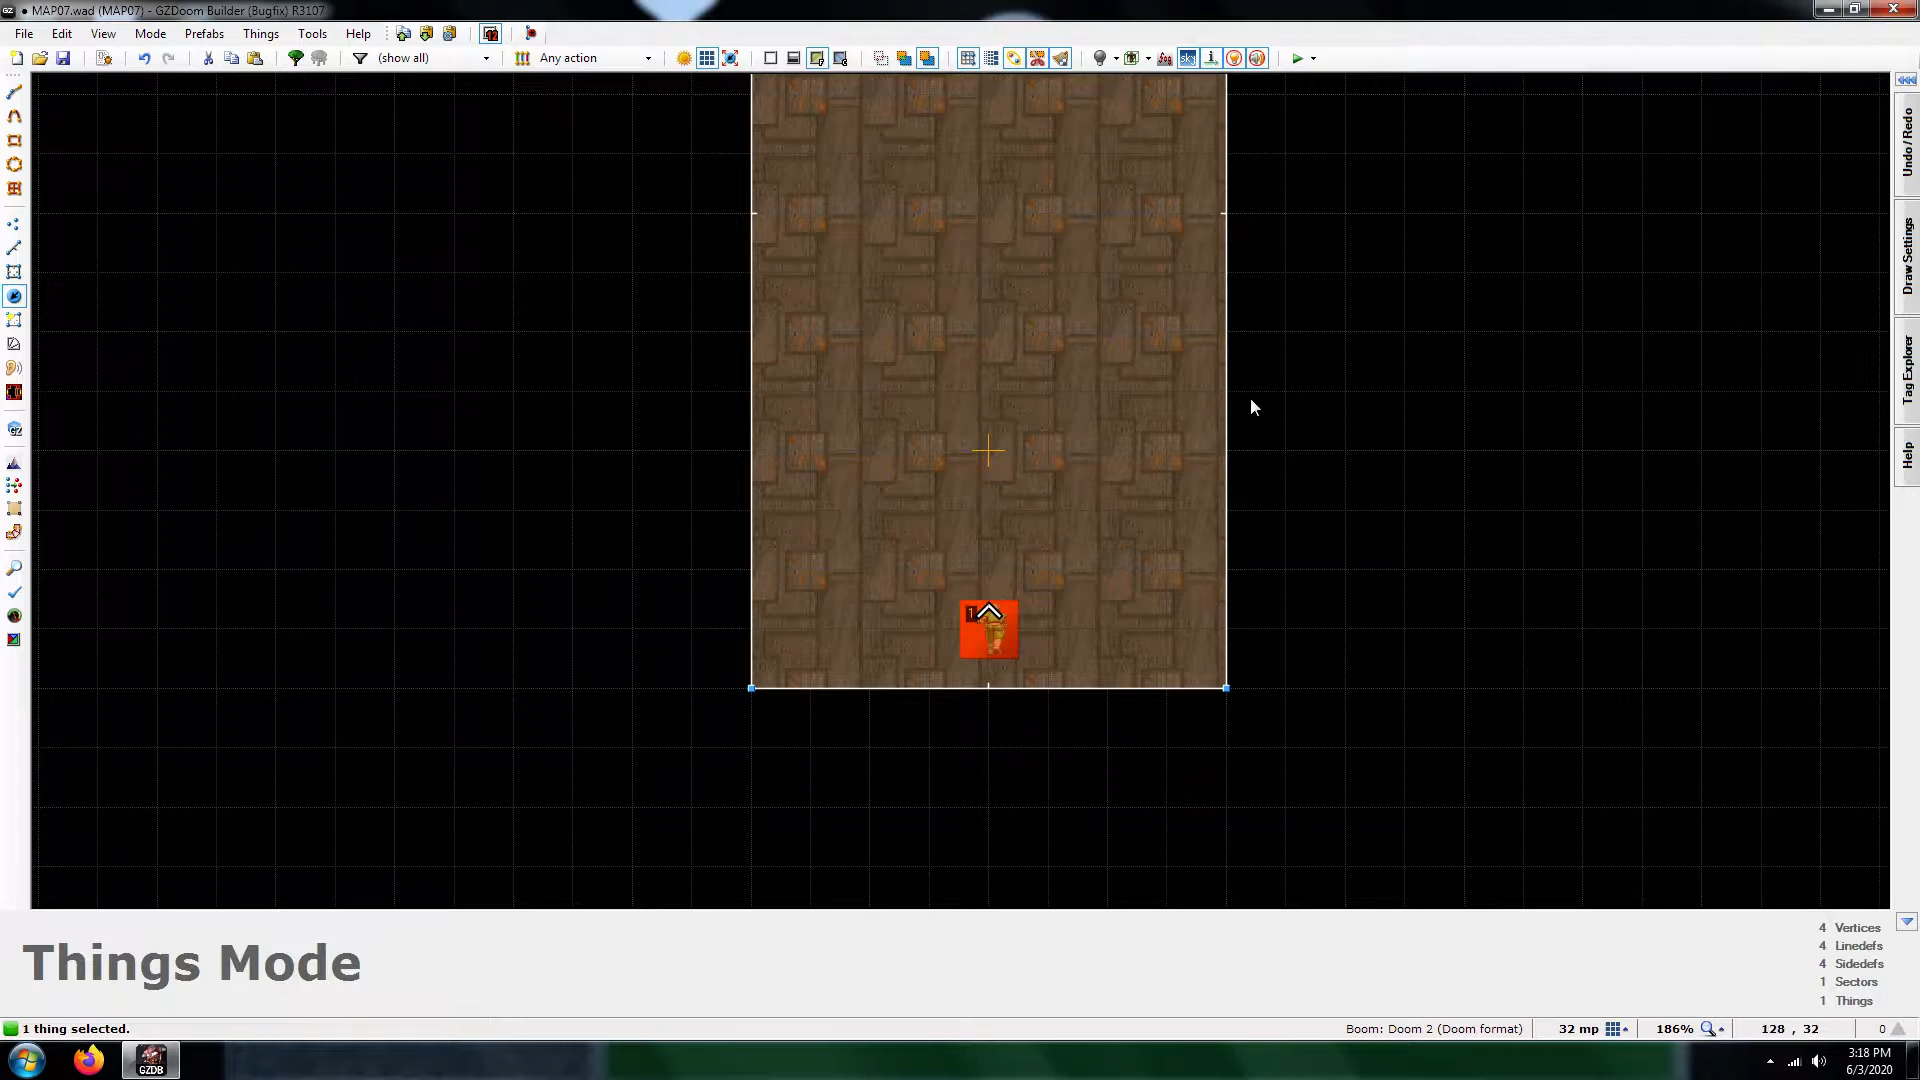 ● MAP07.wad (MAP07) - GZDoom Builder (Bugfix) R3107
File Edit View Mode Prefabs Things Tools Help
(show all) Any action
Undo / Redo
Draw Settings
Tag Explorer
Help
1
Things Mode
4 Vertices
4 Linedefs
4 Sidedefs
1 Sectors
1 Things
1 thing selected.
Boom: Doom 2 (Doom format) 32 mp 186% 128 , 32 0
GZDB
3:18 PM
6/3/2020